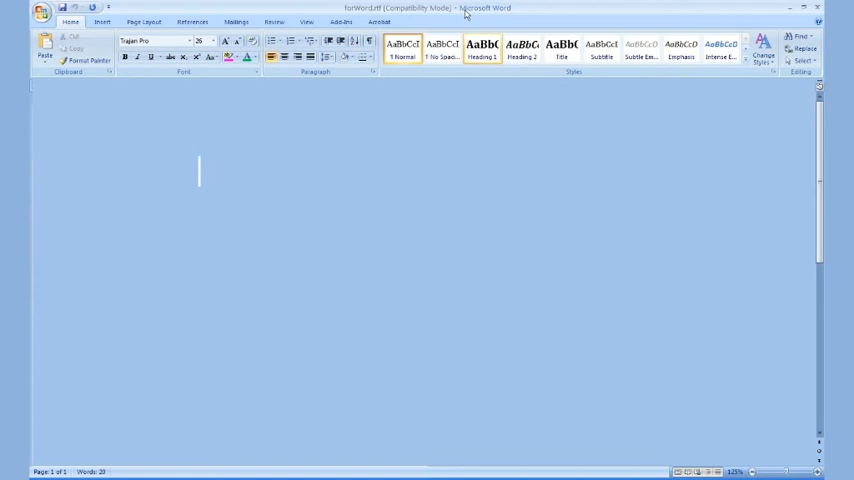 forWord.rtf [Compatibility Mode] - Microsoft Word
Home Insert Page Layout References Mailings Review View Add-Ins Acrobat
Paste Cut Copy Format Painter
Trajan Pro 26
AaBbCcI AaBbCcI AaBbC AaBbC AaBbC AaBbCcI AaBbCcD AaBbCcD AaBbCcD
¶ Normal ¶ No Spaci... Heading 1 Heading 2 Title Subtitle Subtle Em... Emphasis Intense E...
Change Styles
Find Replace Select
Clipboard Font Paragraph Styles Editing
Page: 1 of 1 Words: 20 125%